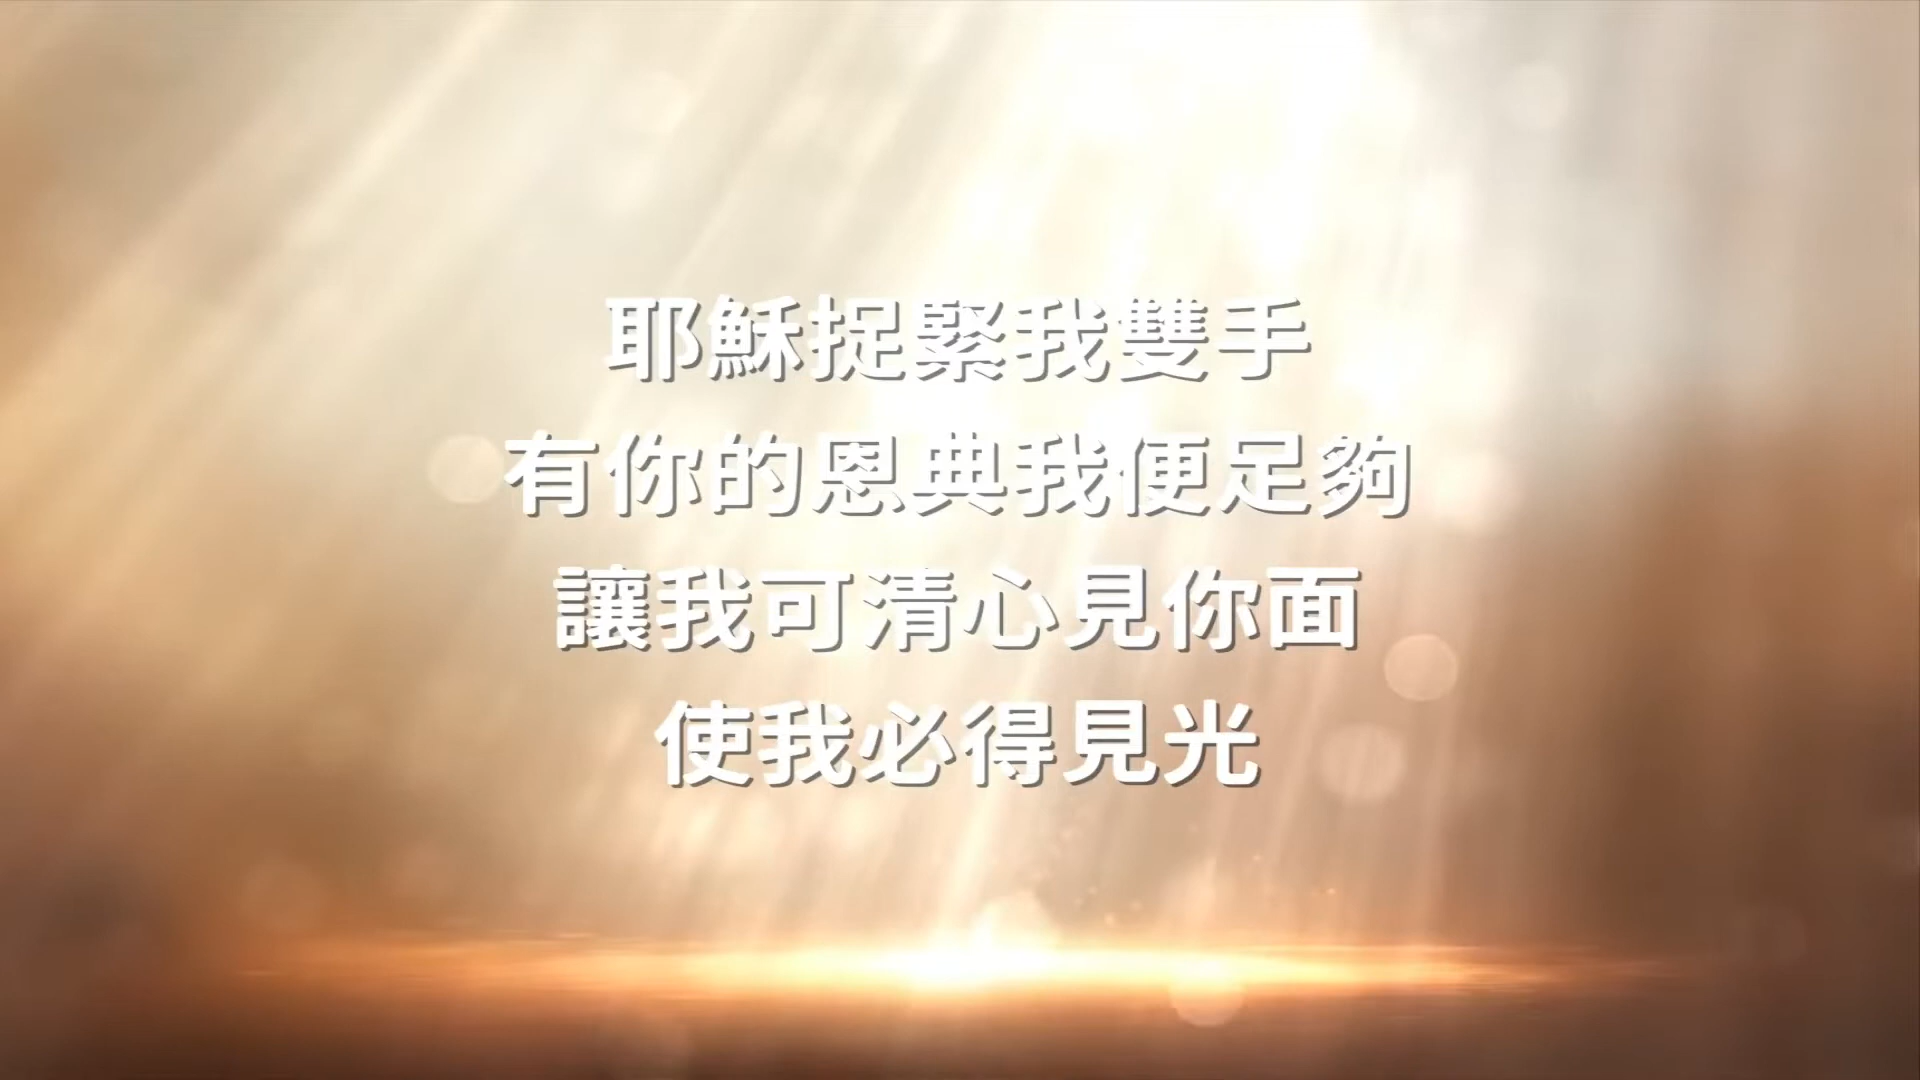 耶穌捉緊我雙手
有你的恩典我便足夠
讓我可清心見你面
使我必得見光